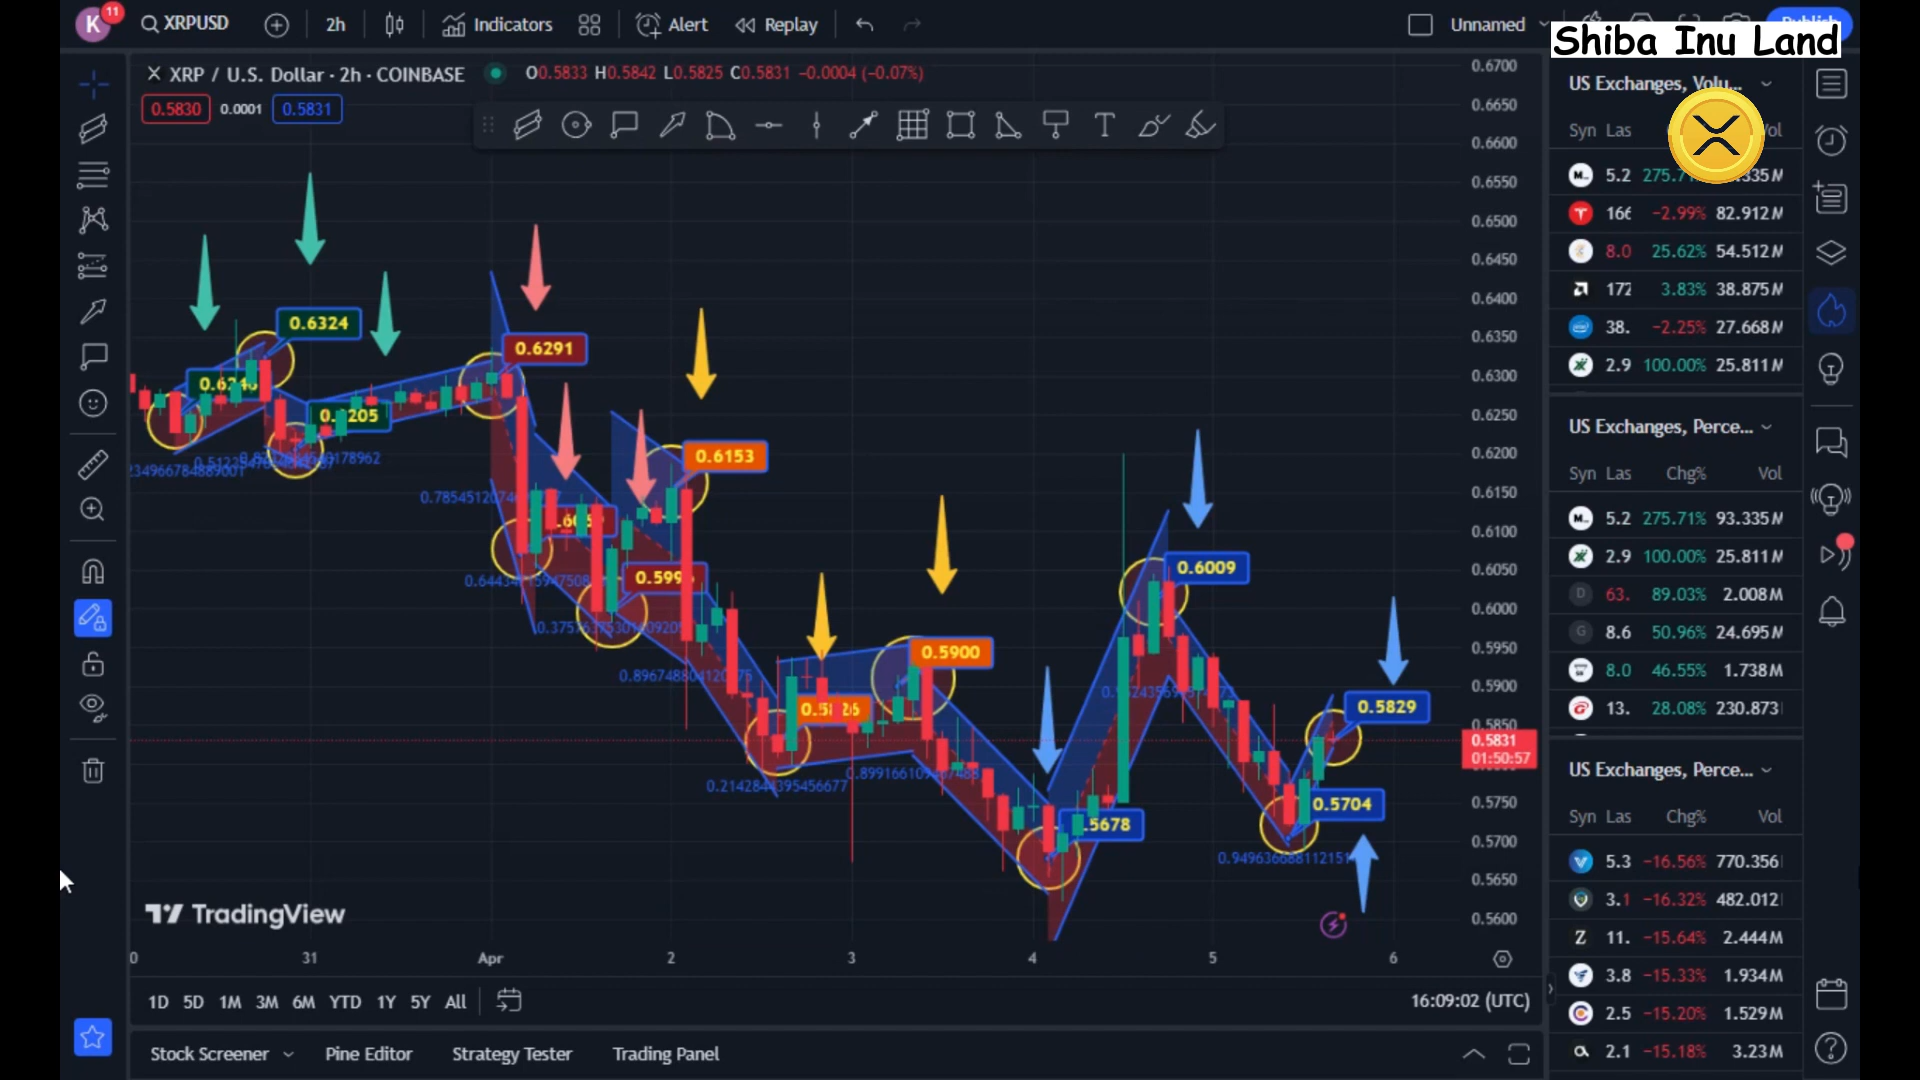 K 11 XRPUSD 2h Indicators Alert Replay Unnamed Publish
Shiba Inu Land
XRP / U.S. Dollar · 2h · COINBASE O0.5833 H0.5842 L0.5825 C0.5831 −0.0004 (−0.07%)
0.5830 0.0001 0.5831
0.6324
0.6291
0.6205
0.6153
0.6009
0.5900
0.5829
0.5704
0.5678
0.6700
0.6650
0.6600
0.6550
0.6500
0.6450
0.6400
0.6350
0.6300
0.6250
0.6200
0.6150
0.6100
0.6050
0.6000
0.5950
0.5900
0.5850
0.5831
01:50:57
0.5750
0.5700
0.5650
0.5600
TradingView
31 Apr 2 3 4 5 6
1D 5D 1M 3M 6M YTD 1Y 5Y All 16:09:02 (UTC)
Stock Screener Pine Editor Strategy Tester Trading Panel
US Exchanges, Volu...
Syn Las
5.2
166 −2.99% 82.912M
8.0 25.62% 54.512M
172 3.83% 38.875M
38. −2.25% 27.668M
2.9 100.00% 25.811M
US Exchanges, Perce...
Syn Las Chg% Vol
5.2 275.71% 93.335M
2.9 100.00% 25.811M
63. 89.03% 2.008M
8.6 50.96% 24.695M
8.0 46.55% 1.738M
13. 28.08% 230.873
US Exchanges, Perce...
Syn Las Chg% Vol
5.3 −16.56% 770.356
3.1 −16.32% 482.012
11. −15.64% 2.444M
3.8 −15.33% 1.934M
2.5 −15.20% 1.529M
2.1 −15.18% 3.23M